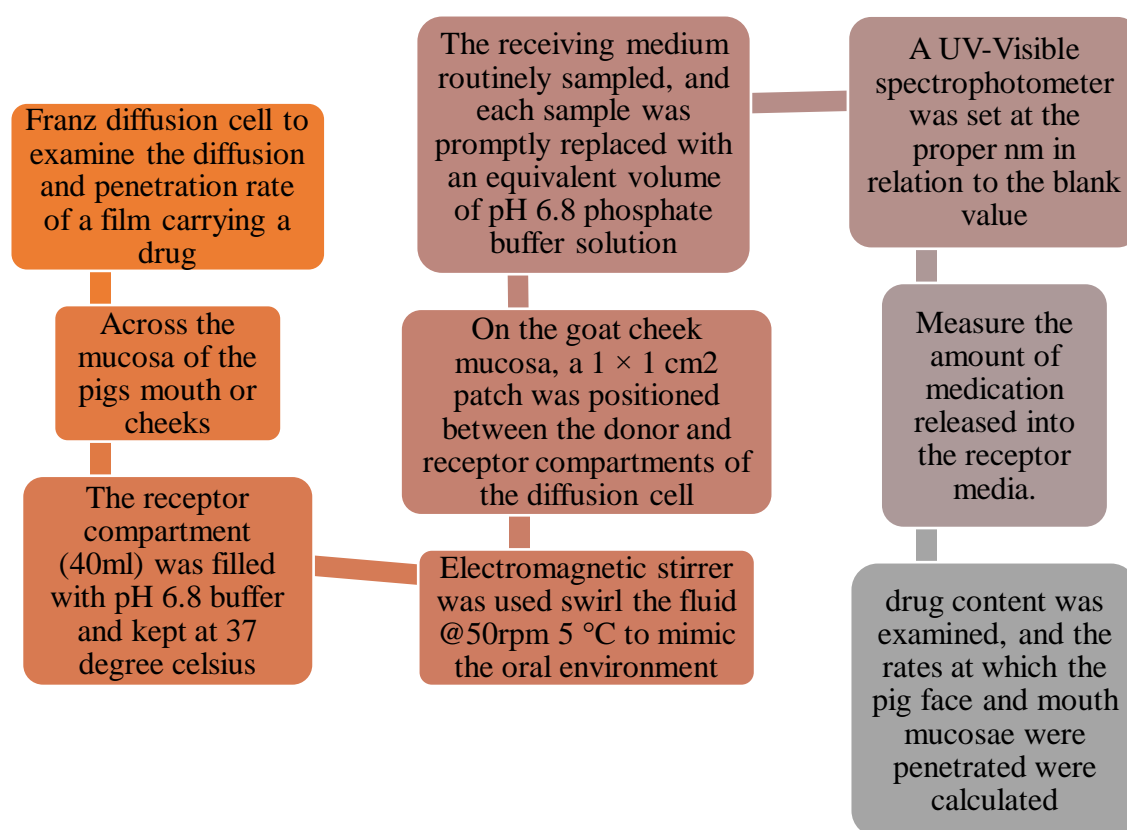 Franz diffusion cell to
examine the diffusion
and penetration rate
of a film carrying a
drug
Across the
mucosa of the
pigs mouth or
cheeks
The receptor
compartment
(40ml) was filled
with pH 6.8 buffer
and kept at 37
degree celsius
Electromagnetic stirrer
was used swirl the fluid
@50rpm 5 °C to mimic
the oral environment
On the goat cheek
mucosa, a 1 × 1 cm2
patch was positioned
between the donor and
receptor compartments of
the diffusion cell
The receiving medium
routinely sampled, and
each sample was
promptly replaced with
an equivalent volume
of pH 6.8 phosphate
buffer solution
A UV-Visible
spectrophotometer
was set at the
proper nm in
relation to the blank
value
Measure the
amount of
medication
released into
the receptor
media.
drug content was
examined, and the
rates at which the
pig face and mouth
mucosae were
penetrated were
calculated